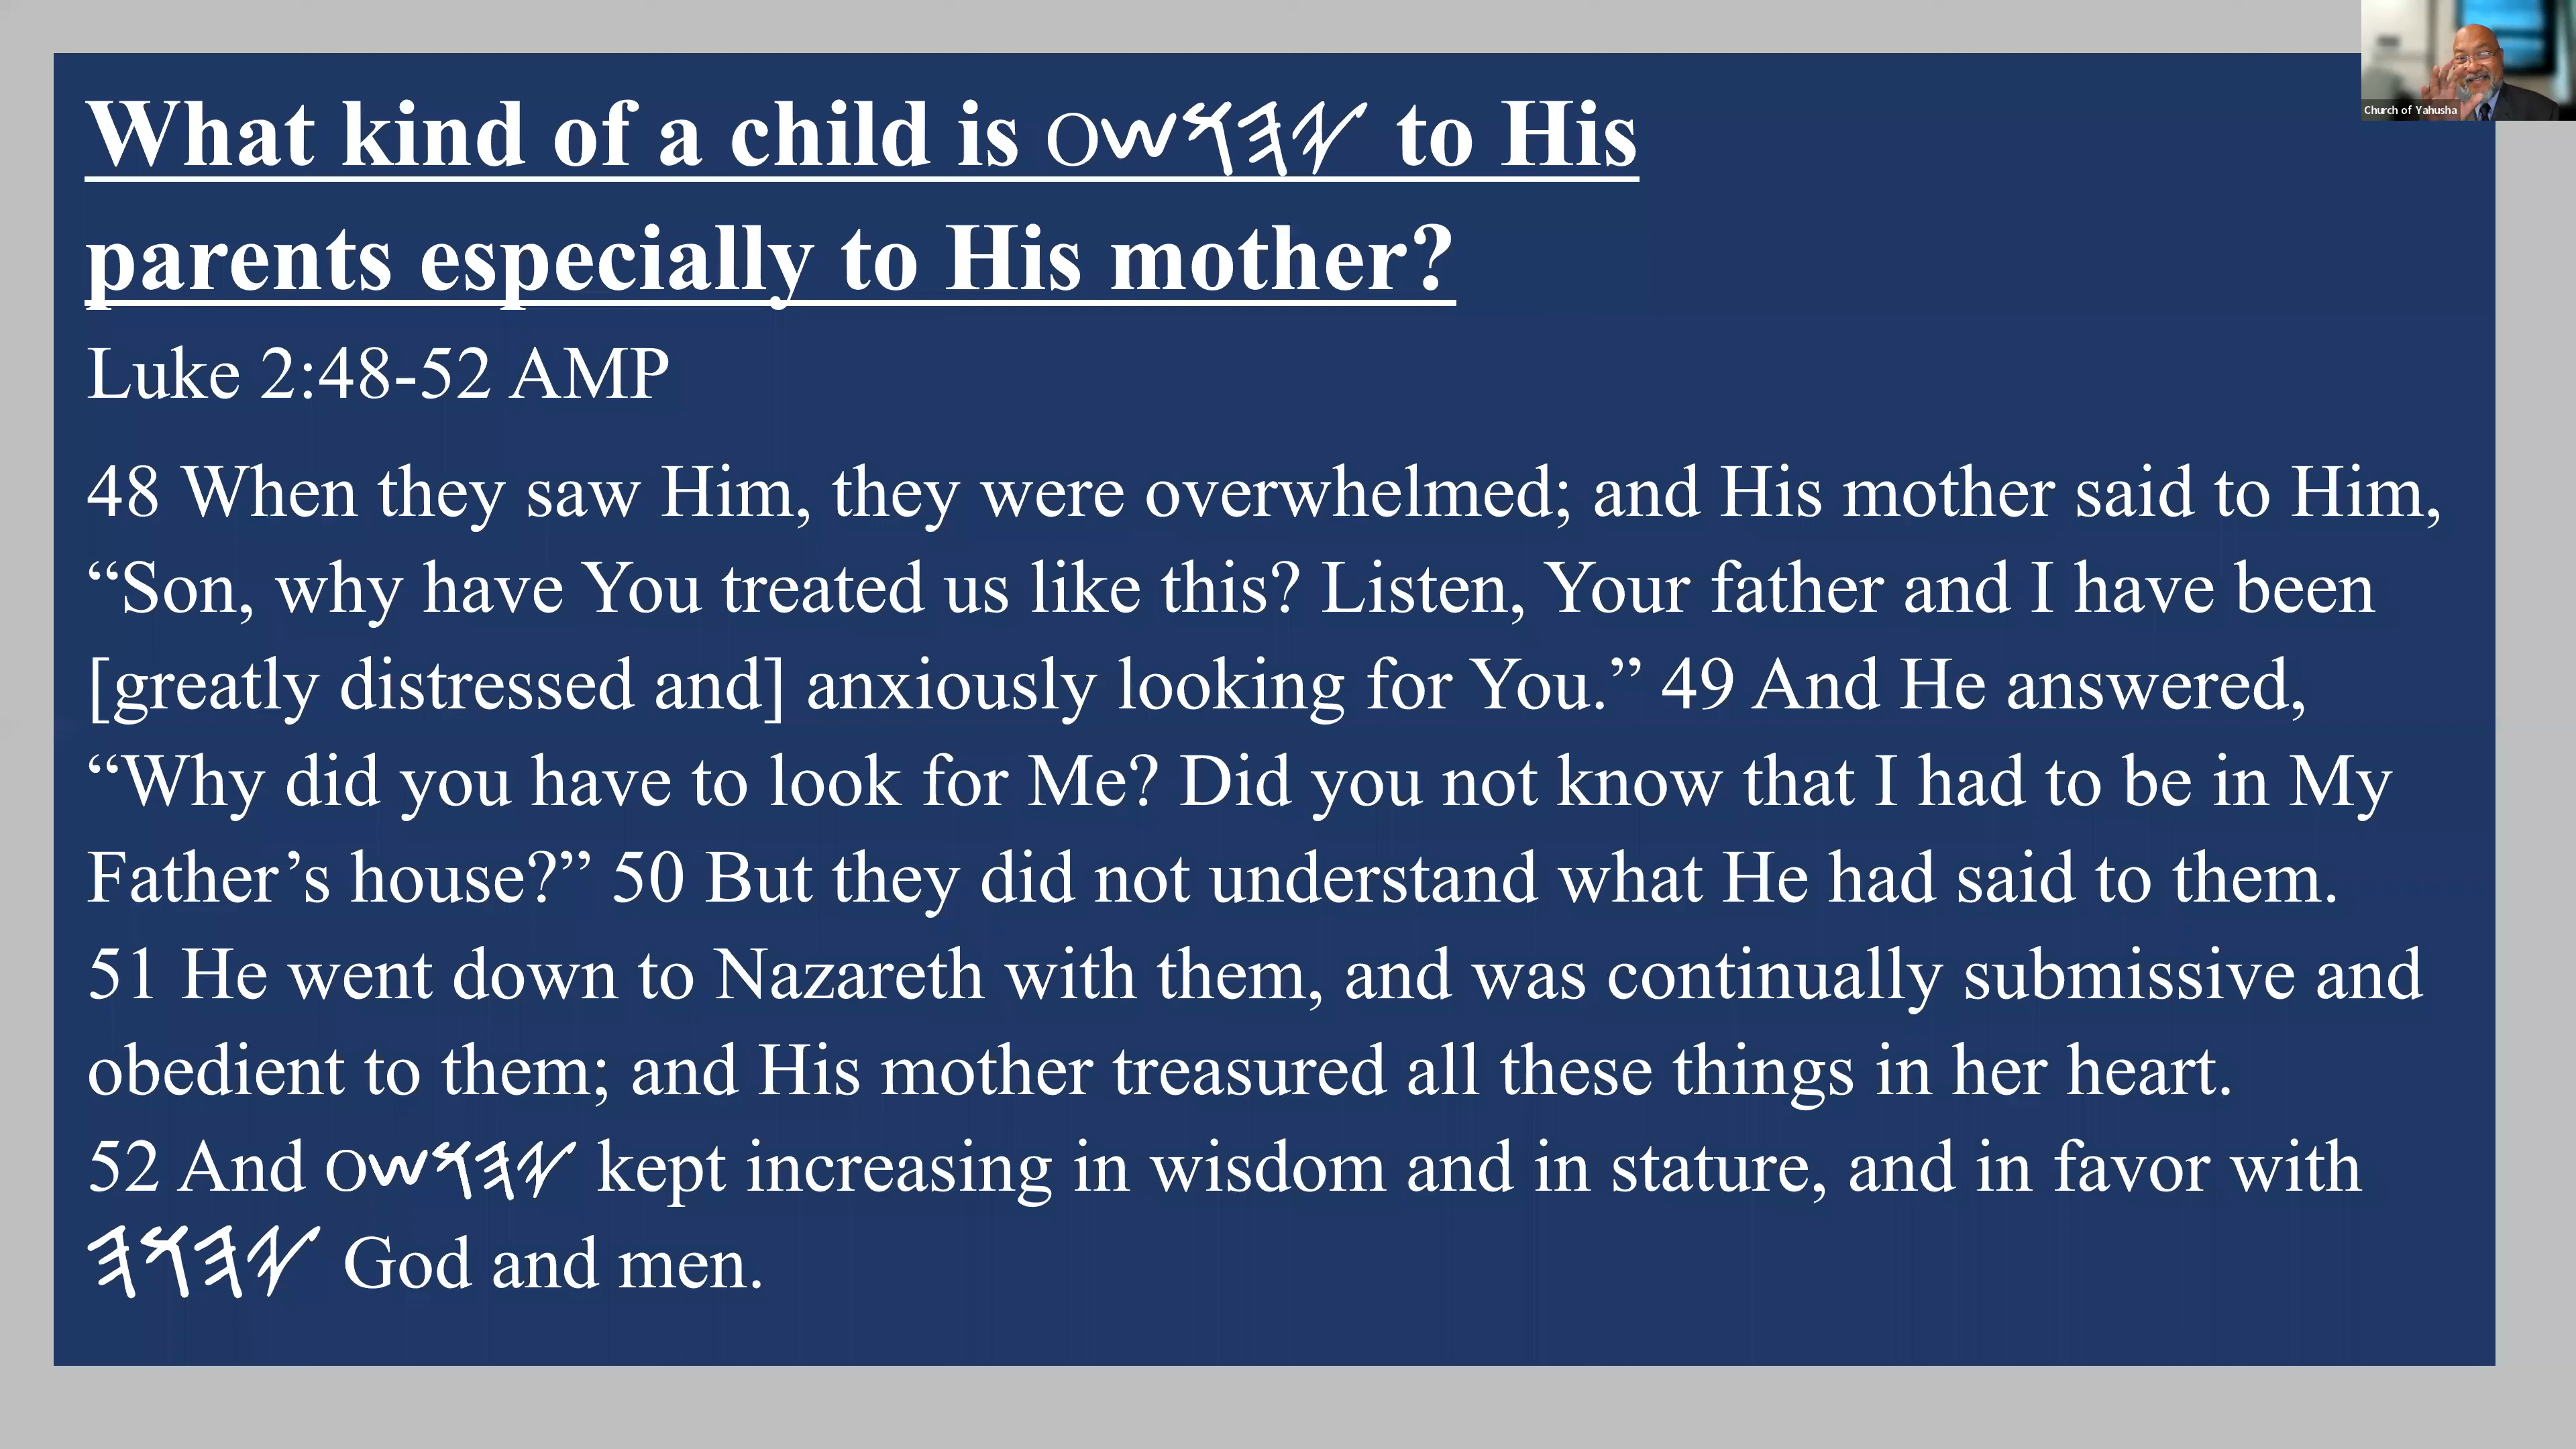 What kind of a child is 𐤉𐤄𐤅𐤔𐤏 to His
parents especially to His mother?
Luke 2:48-52 AMP
48 When they saw Him, they were overwhelmed; and His mother said to Him,
“Son, why have You treated us like this? Listen, Your father and I have been
[greatly distressed and] anxiously looking for You.” 49 And He answered,
“Why did you have to look for Me? Did you not know that I had to be in My
Father’s house?” 50 But they did not understand what He had said to them.
51 He went down to Nazareth with them, and was continually submissive and
obedient to them; and His mother treasured all these things in her heart.
52 And 𐤉𐤄𐤅𐤔𐤏 kept increasing in wisdom and in stature, and in favor with
𐤉𐤄𐤅𐤄 God and men.
Church of Yahusha